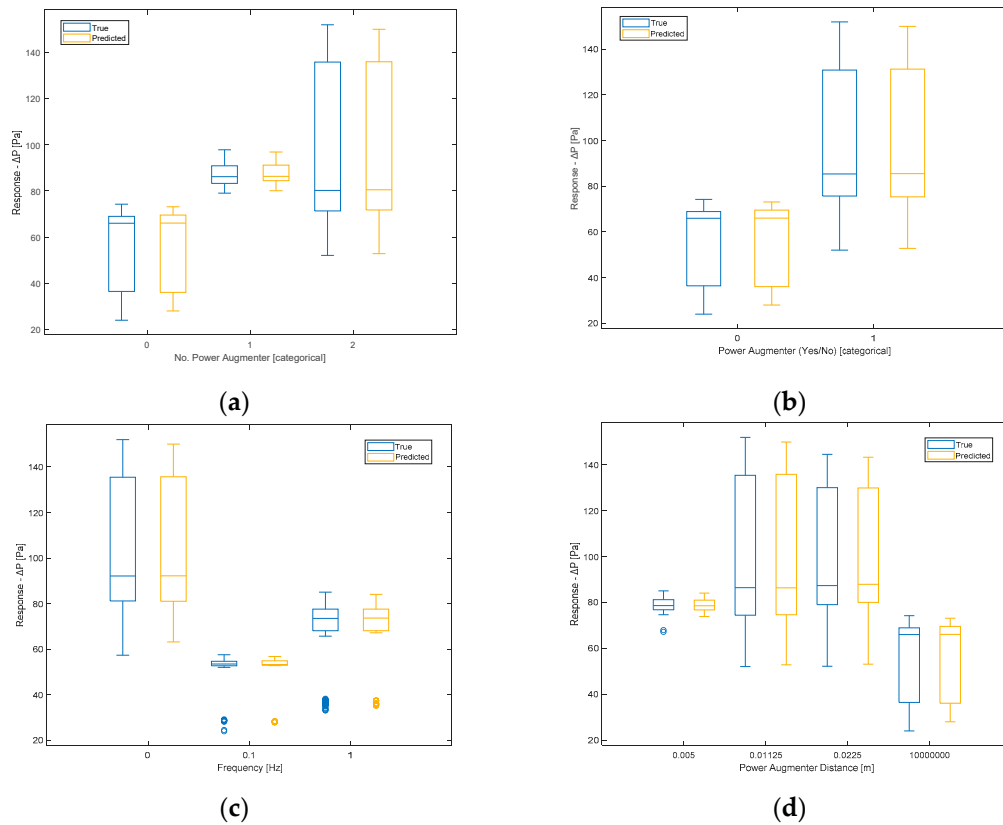 True
Predicted
140
120
100
80
60
40
20
Response - ΔP [Pa]
0 1 2
No. Power Augmenter [categorical]
(a)
True
Predicted
140
120
100
80
60
40
20
Response - ΔP [Pa]
0 1
Power Augmenter (Yes/No) [categorical]
(b)
True
Predicted
140
120
100
80
60
40
20
Response - ΔP [Pa]
0 0.1 1
Frequency [Hz]
(c)
True
Predicted
140
120
100
80
60
40
20
Response - ΔP [Pa]
0.005 0.01125 0.0225 10000000
Power Augmenter Distance [m]
(d)